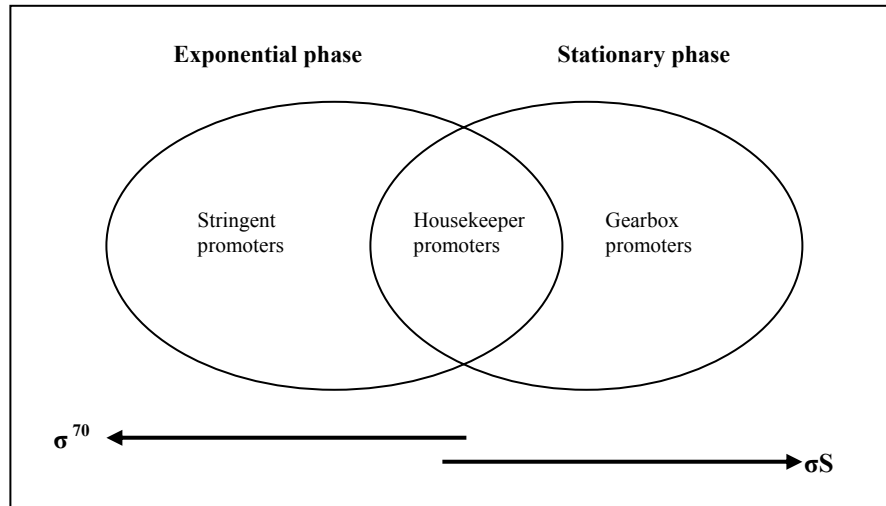 Exponential phase
Stationary phase
Stringent
promoters
Housekeeper
promoters
Gearbox
promoters
σ 70
σS